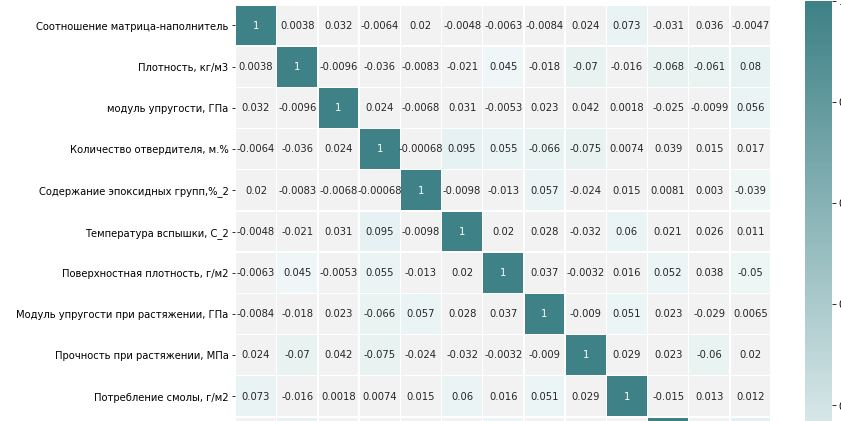 Соотношение матрица-наполнитель 1 0.0038 0.032 -0.0064 0.02 -0.0048 -0.0063 -0.0084 0.024 0.073 -0.031 0.036 -0.0047
Плотность, кг/м3 0.0038 1 -0.0096 -0.036 -0.0083 -0.021 0.045 -0.018 -0.07 -0.016 -0.068 -0.061 0.08
модуль упругости, ГПа 0.032 -0.0096 1 0.024 -0.0068 0.031 -0.0053 0.023 0.042 0.0018 -0.025 -0.0099 0.056
Количество отвердителя, м.% -0.0064 -0.036 0.024 1 -0.00068 0.095 0.055 -0.066 -0.075 0.0074 0.039 0.015 0.017
Содержание эпоксидных групп,%_2 0.02 -0.0083 -0.0068 -0.00068 1 -0.0098 -0.013 0.057 -0.024 0.015 0.0081 0.003 -0.039
Температура вспышки, С_2 -0.0048 -0.021 0.031 0.095 -0.0098 1 0.02 0.028 -0.032 0.06 0.021 0.026 0.011
Поверхностная плотность, г/м2 -0.0063 0.045 -0.0053 0.055 -0.013 0.02 1 0.037 -0.0032 0.016 0.052 0.038 -0.05
Модуль упругости при растяжении, ГПа -0.0084 -0.018 0.023 -0.066 0.057 0.028 0.037 1 -0.009 0.051 0.023 -0.029 0.0065
Прочность при растяжении, МПа 0.024 -0.07 0.042 -0.075 -0.024 -0.032 -0.0032 -0.009 1 0.029 0.023 -0.06 0.02
Потребление смолы, г/м2 0.073 -0.016 0.0018 0.0074 0.015 0.06 0.016 0.051 0.029 1 -0.015 0.013 0.012